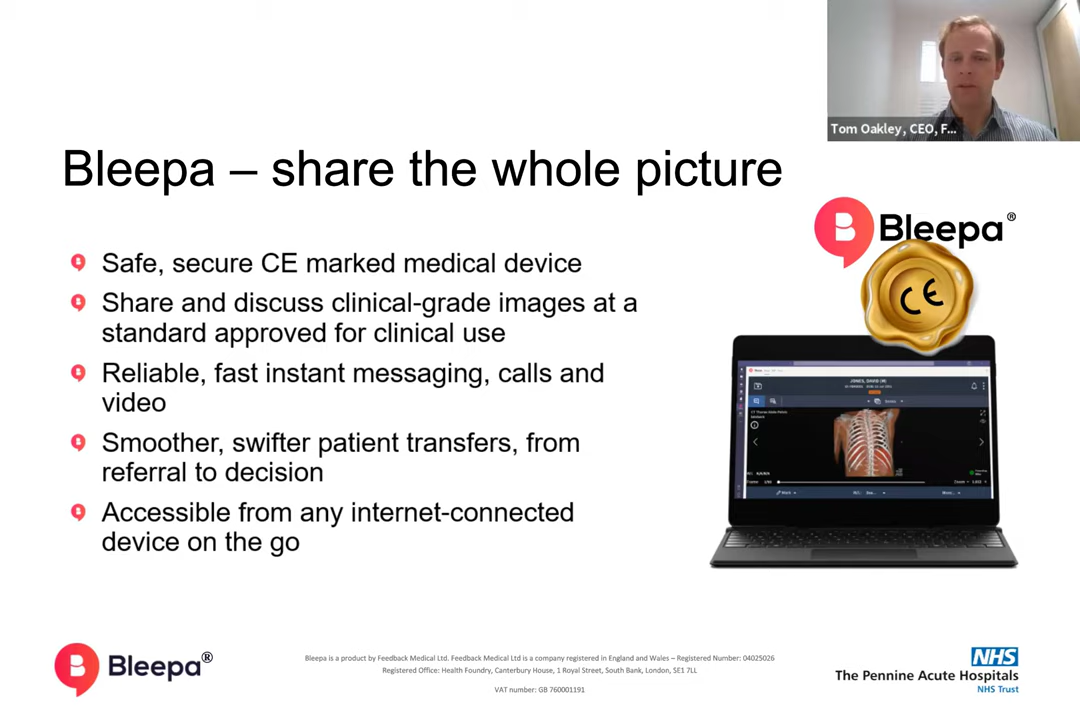 Tom Oakley, CEO, F...
Bleepa – share the whole picture
Bleepa®
CE
Safe, secure CE marked medical device
Share and discuss clinical-grade images at a
standard approved for clinical use
Reliable, fast instant messaging, calls and
video
Smoother, swifter patient transfers, from
referral to decision
Accessible from any internet-connected
device on the go
JONES, DAVID (M)
Bleepa®
Bleepa is a product by Feedback Medical Ltd. Feedback Medical Ltd is a company registered in England and Wales – Registered Number: 04025026
Registered Office: Health Foundry, Canterbury House, 1 Royal Street, South Bank, London, SE1 7LL
VAT number: GB 760001191
NHS
The Pennine Acute Hospitals
NHS Trust